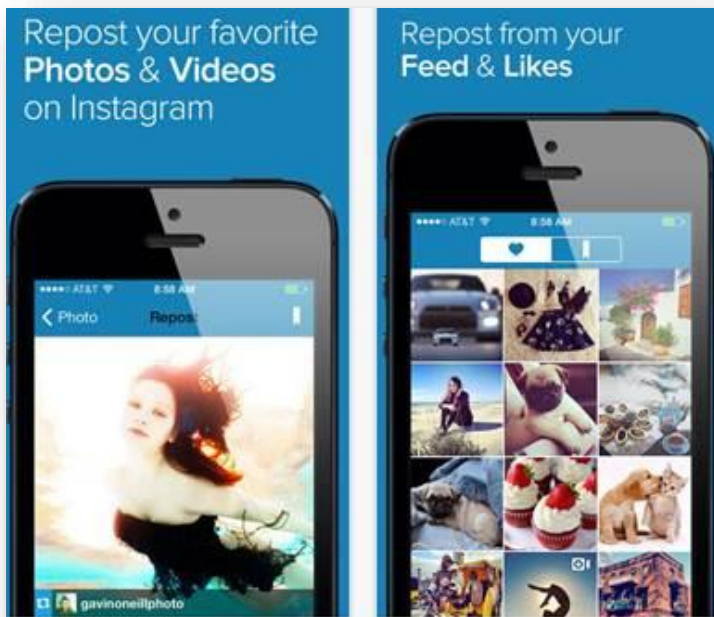 Repost your favorite
Photos & Videos
on Instagram
AT&T 8:58 AM
Photo Repost
gavinoneillphoto
Repost from your
Feed & Likes
AT&T 8:58 AM